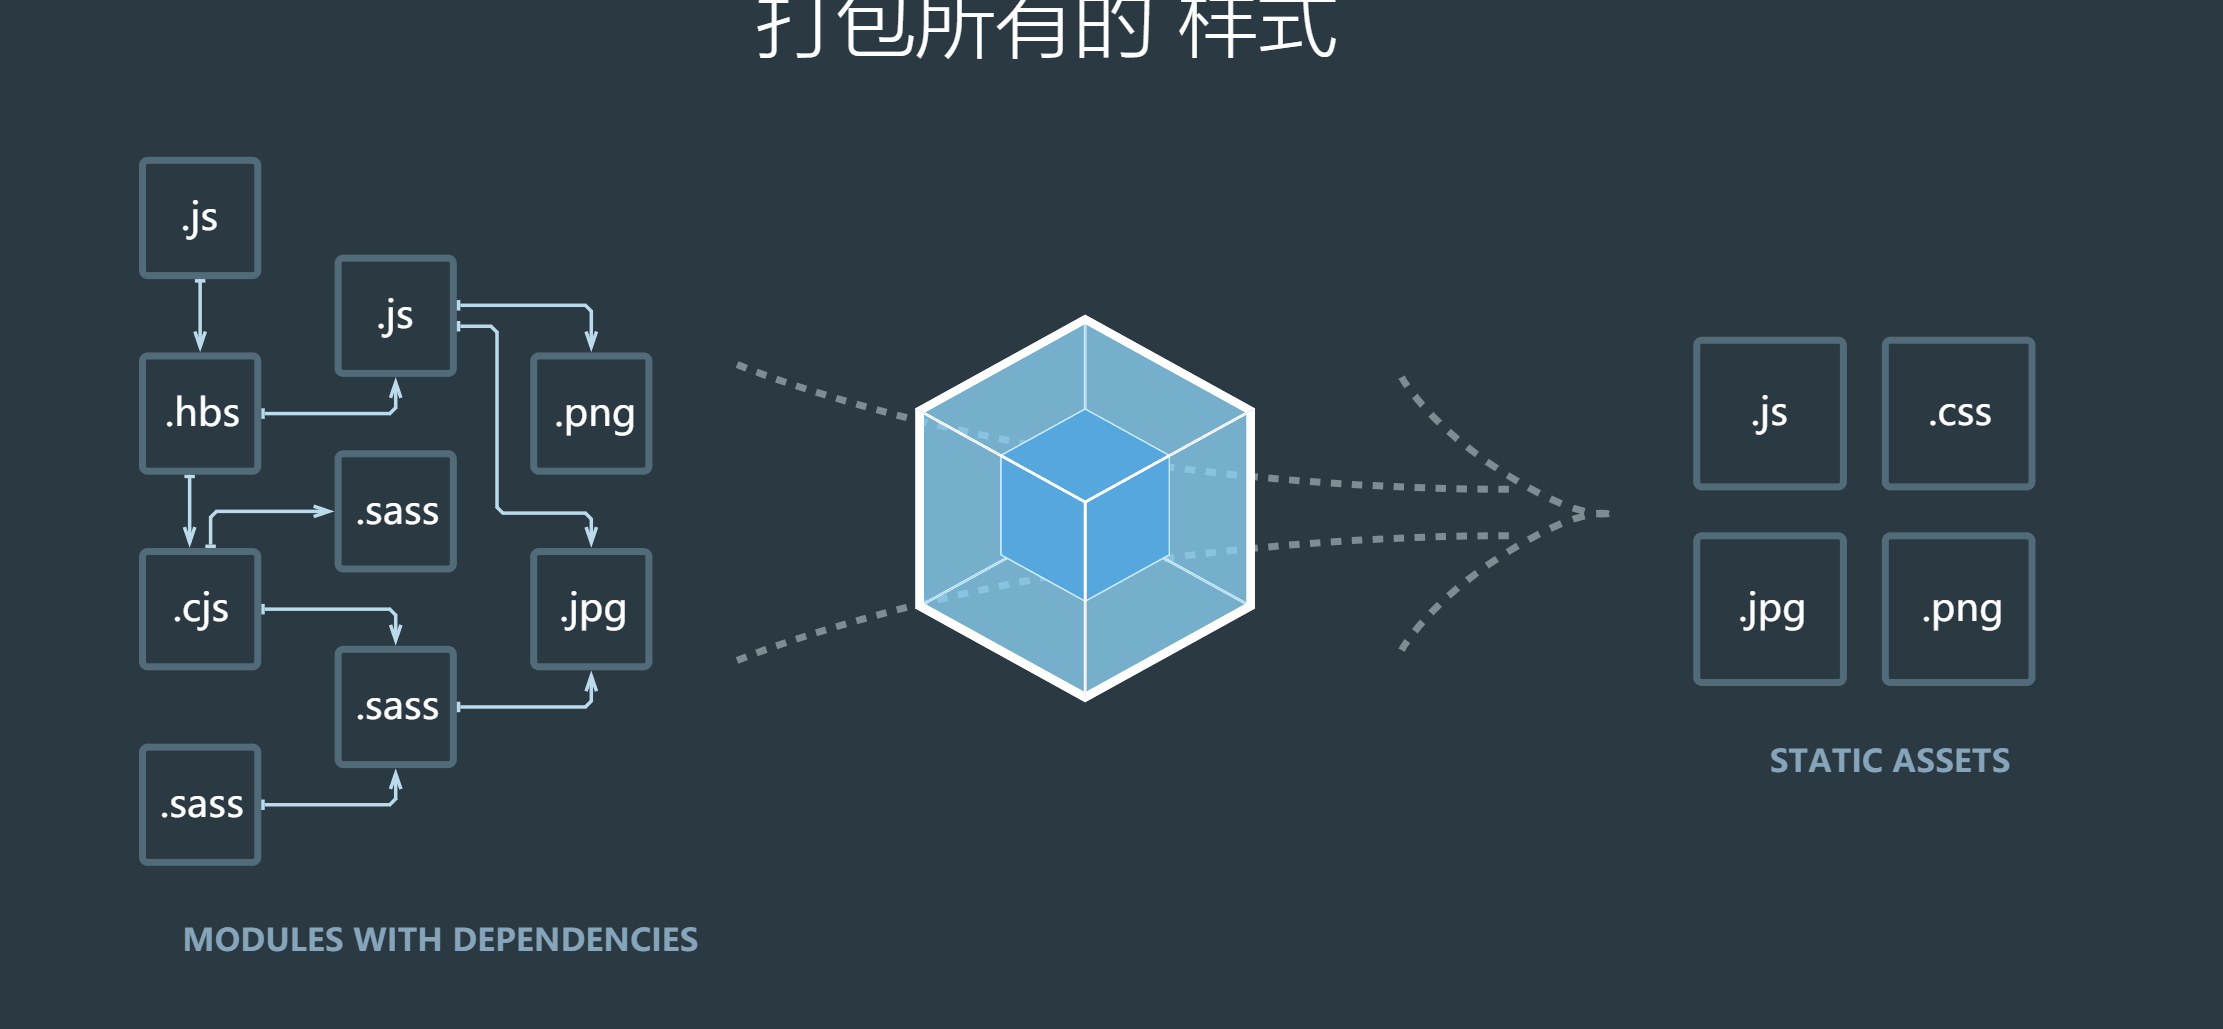 打包所有的 样式
.js
.js
.hbs
.png
.sass
.cjs
.jpg
.sass
.sass
MODULES WITH DEPENDENCIES
.js
.css
.jpg
.png
STATIC ASSETS